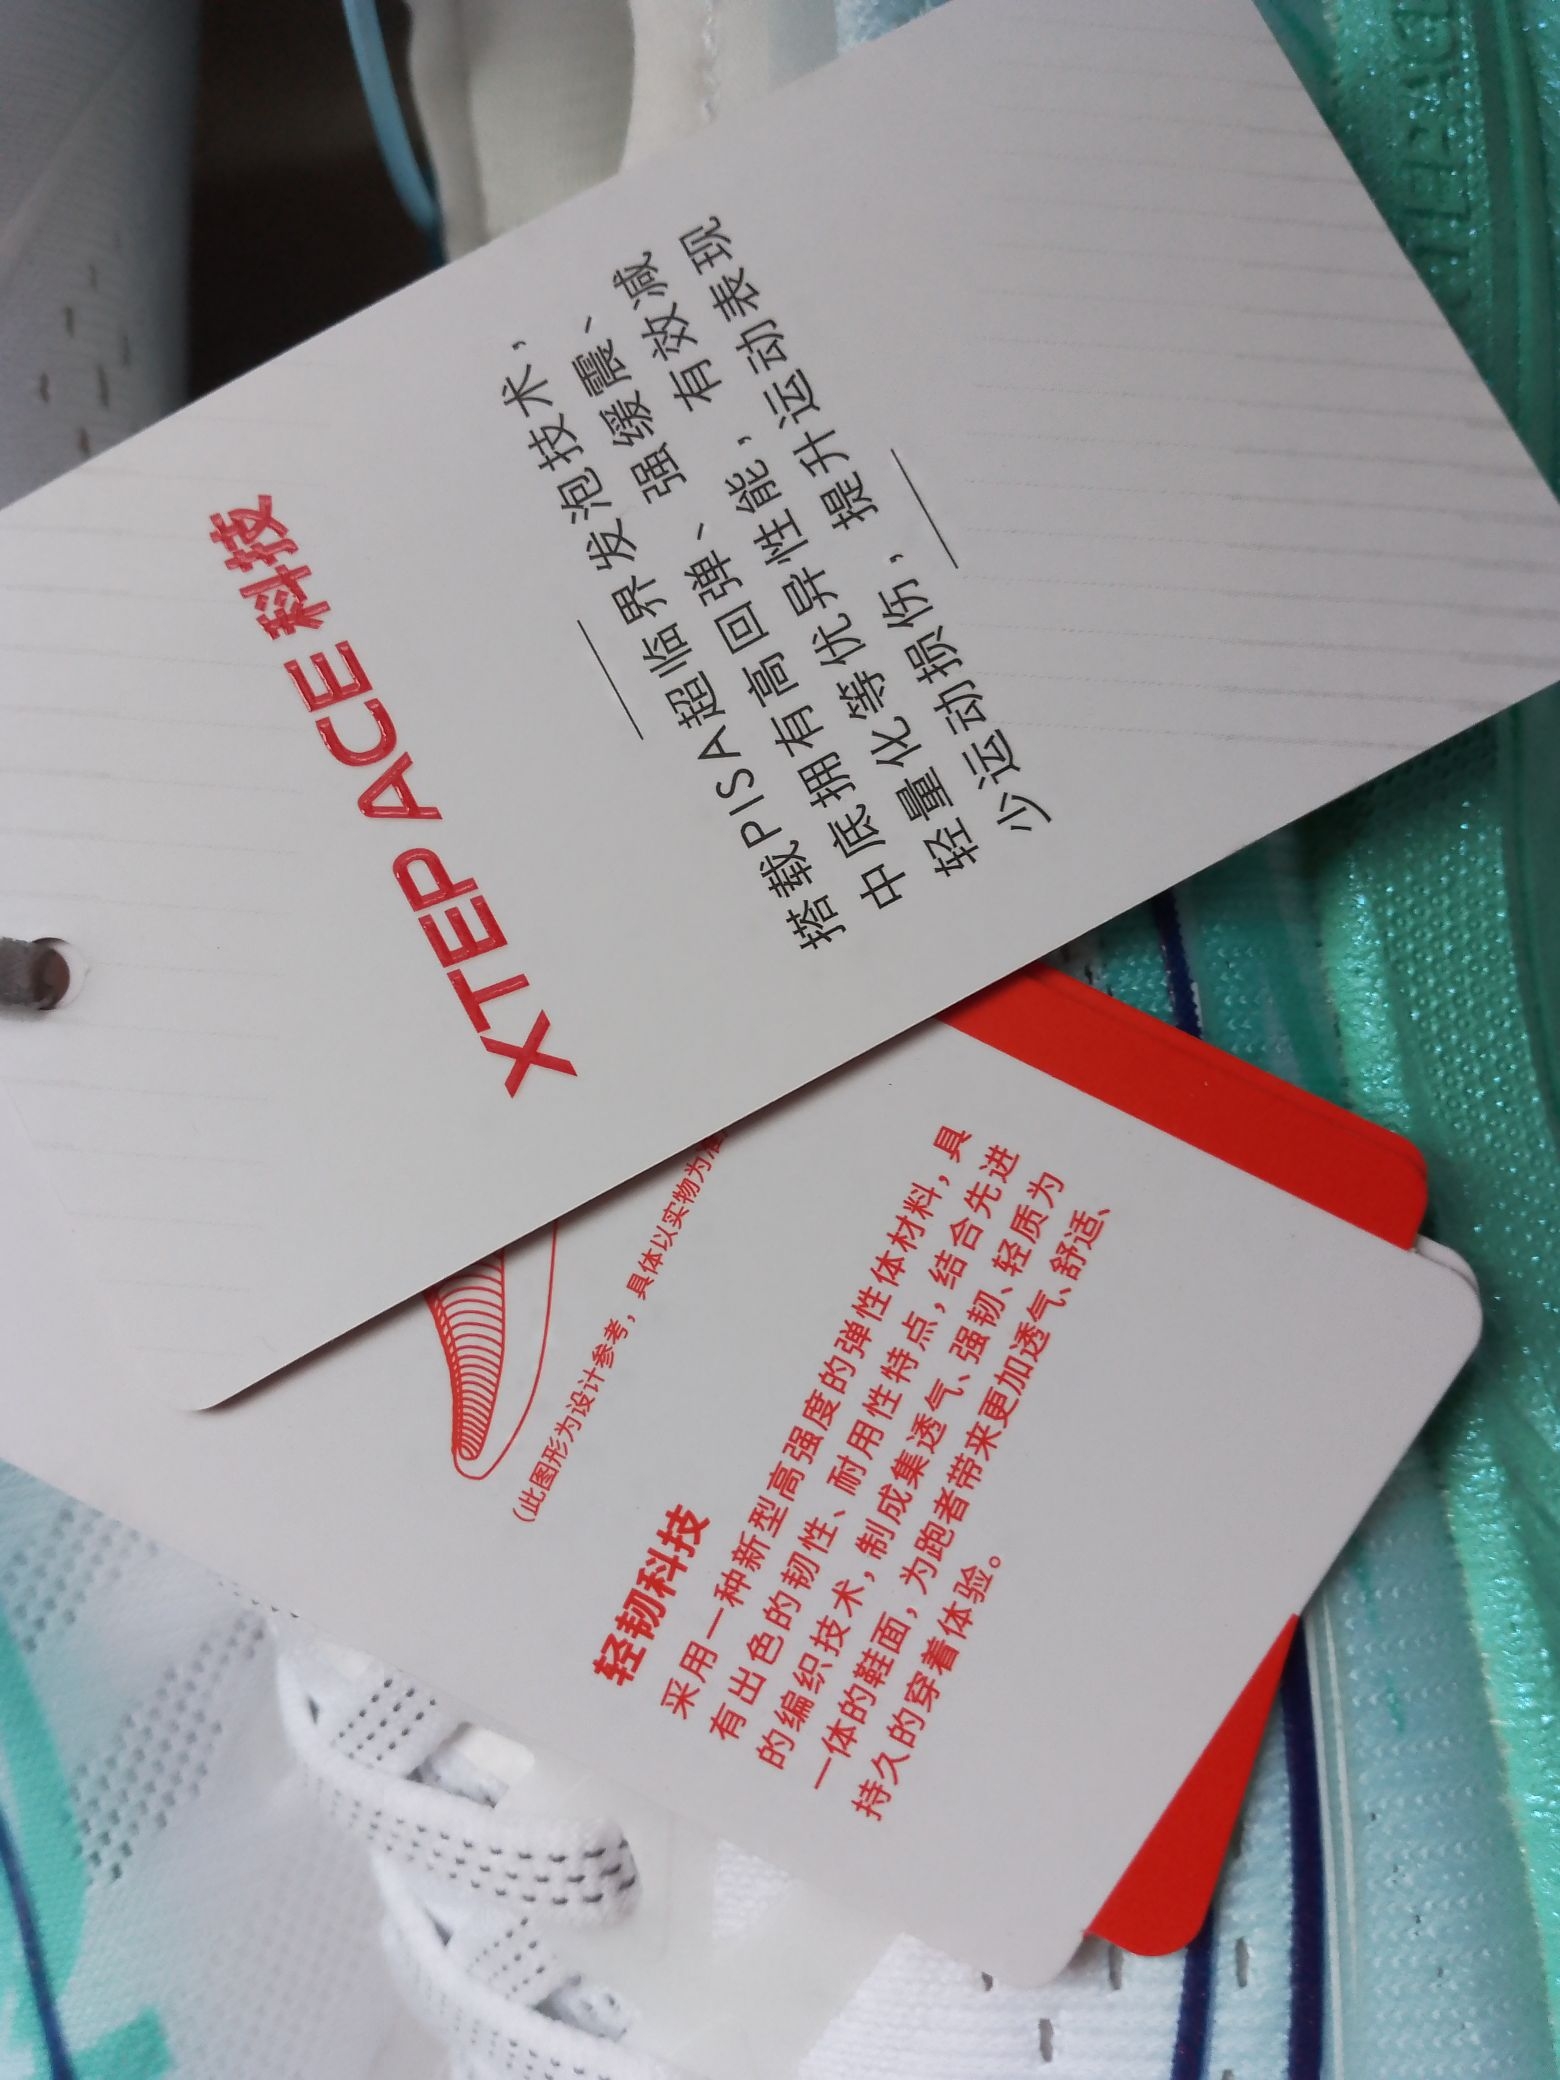 XTEP ACE 科技
搭载PISA超临界发泡技术，
中底拥有高回弹、强缓震、
轻量化等优异性能，有效减
少运动损伤，提升运动表现
(此图形为设计参考，具体以实物为准
轻韧科技
采用一种新型高强度的弹性体材料，具
有出色的韧性、耐用性特点，结合先进
的编织技术，制成集透气、强韧、轻质为
一体的鞋面，为跑者带来更加透气、舒适、
持久的穿着体验。